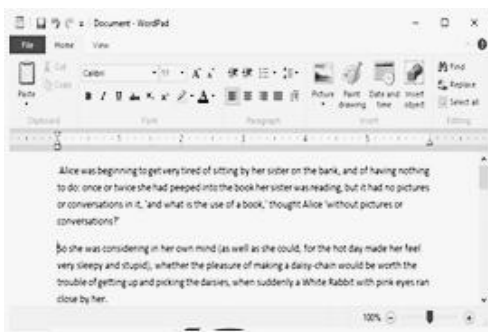 Document - WordPad
File Home View
Cut
Copy
Paste
Calibri 11
Picture Paint drawing Date and time Insert object
Find
Replace
Select all
Clipboard Font Paragraph Insert Editing
Alice was beginning to get very tired of sitting by her sister on the bank, and of having nothing
to do: once or twice she had peeped into the book her sister was reading, but it had no pictures
or conversations in it, 'and what is the use of a book,' thought Alice 'without pictures or
conversations?'
So she was considering in her own mind (as well as she could, for the hot day made her feel
very sleepy and stupid), whether the pleasure of making a daisy-chain would be worth the
trouble of getting up and picking the daisies, when suddenly a White Rabbit with pink eyes ran
close by her.
100%